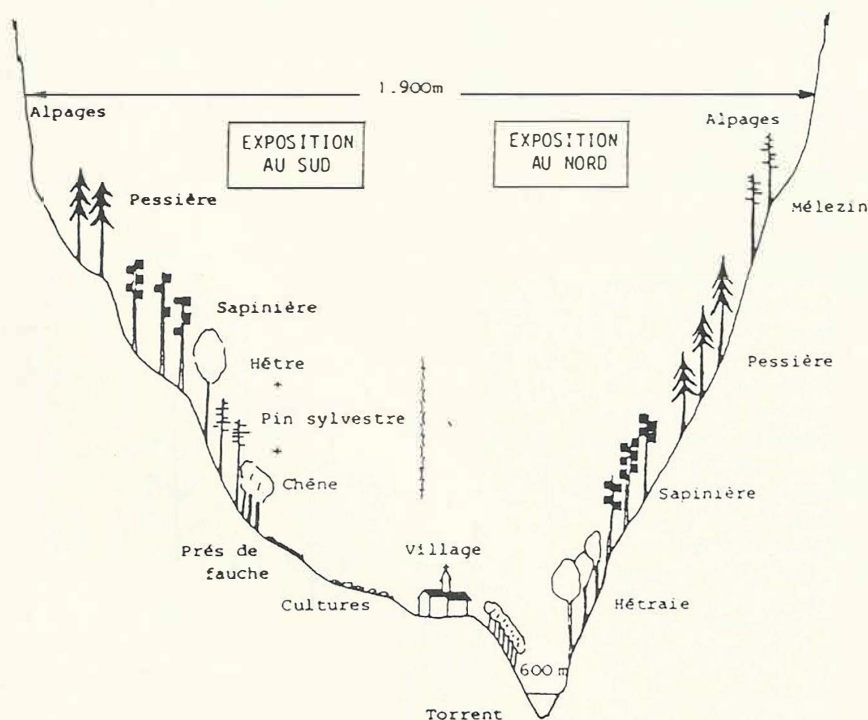 1.900m
Alpages
EXPOSITION
AU SUD
EXPOSITION
AU NORD
Alpages
Pessière
Mélezin
Sapinière
Hêtre
+
Pin sylvestre
+
Chêne
Pessière
Sapinière
Prés de
fauche
Village
Cultures
Hêtraie
600 m
Torrent